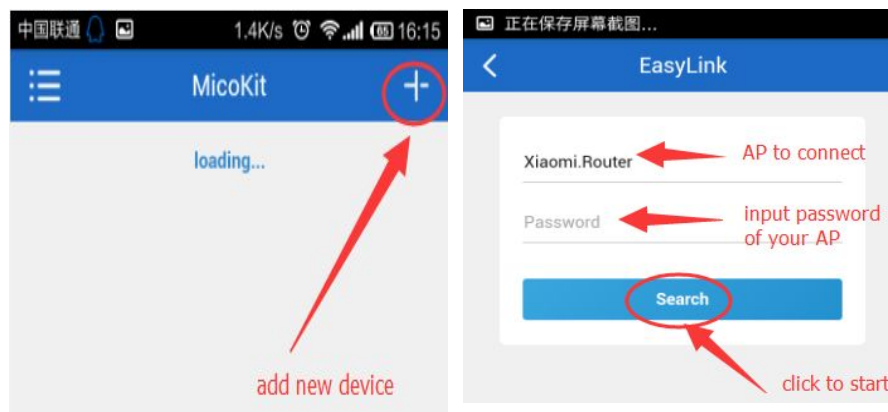 中国联通 1.4K/s 65 16:15
MicoKit
loading...
add new device
正在保存屏幕截图...
EasyLink
Xiaomi.Router
AP to connect
Password
input password
of your AP
Search
click to start